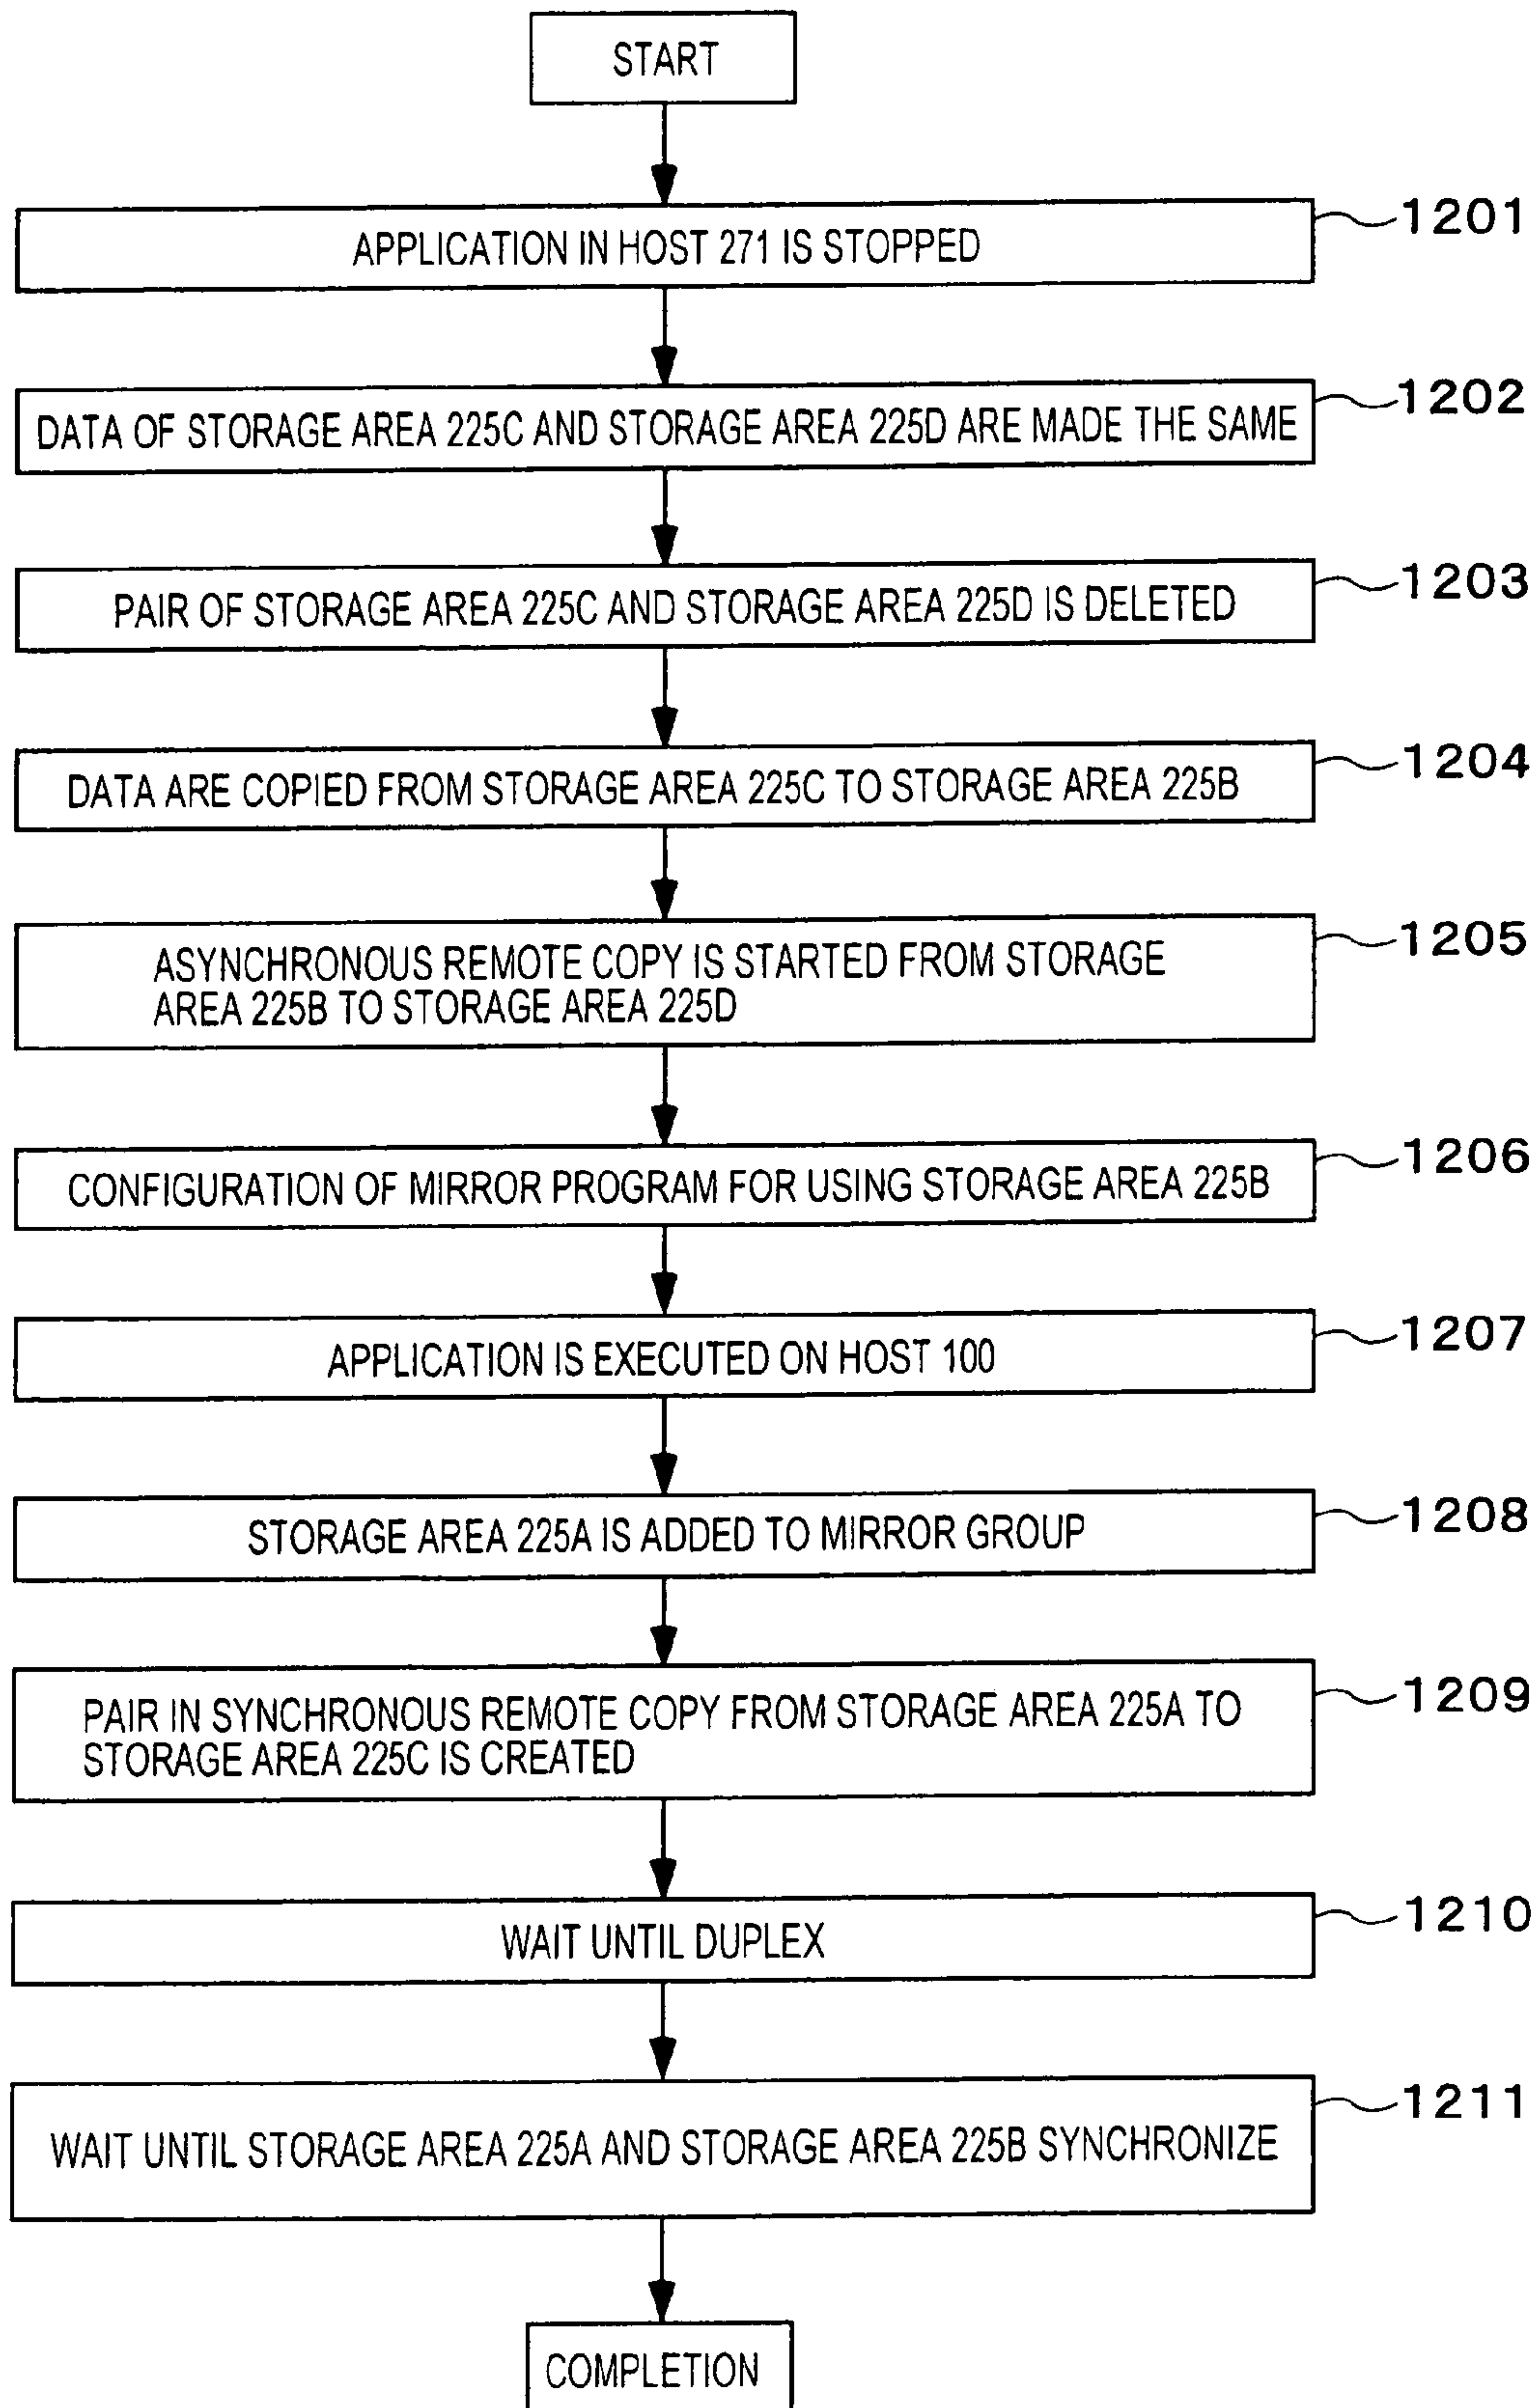 START
APPLICATION IN HOST 271 IS STOPPED
1201
DATA OF STORAGE AREA 225C AND STORAGE AREA 225D ARE MADE THE SAME
1202
PAIR OF STORAGE AREA 225C AND STORAGE AREA 225D IS DELETED
1203
DATA ARE COPIED FROM STORAGE AREA 225C TO STORAGE AREA 225B
1204
ASYNCHRONOUS REMOTE COPY IS STARTED FROM STORAGE
AREA 225B TO STORAGE AREA 225D
1205
CONFIGURATION OF MIRROR PROGRAM FOR USING STORAGE AREA 225B
1206
APPLICATION IS EXECUTED ON HOST 100
1207
STORAGE AREA 225A IS ADDED TO MIRROR GROUP
1208
PAIR IN SYNCHRONOUS REMOTE COPY FROM STORAGE AREA 225A TO
STORAGE AREA 225C IS CREATED
1209
WAIT UNTIL DUPLEX
1210
WAIT UNTIL STORAGE AREA 225A AND STORAGE AREA 225B SYNCHRONIZE
1211
COMPLETION